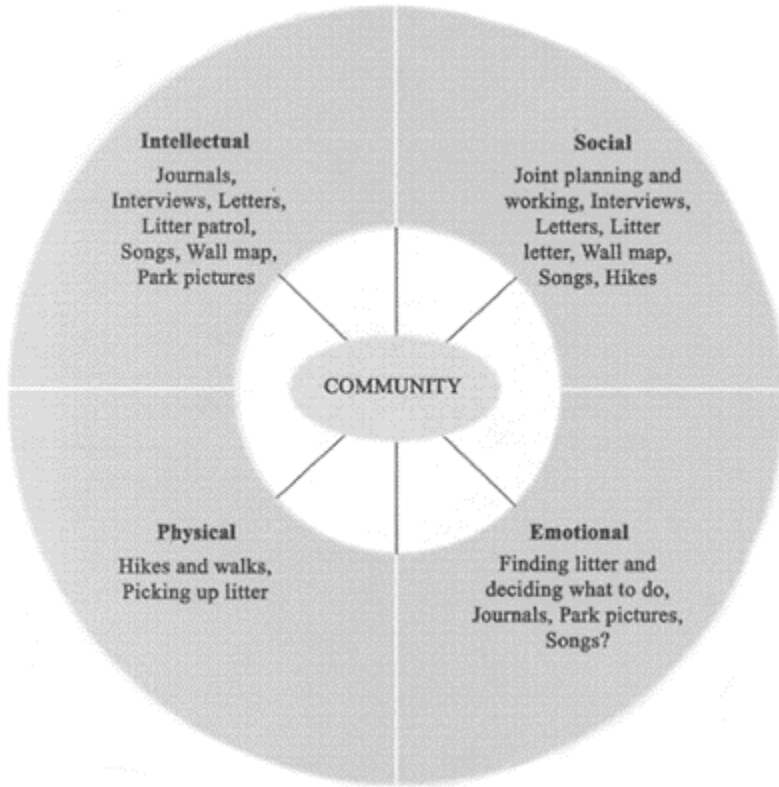 Intellectual
Journals,
Interviews, Letters,
Litter patrol,
Songs, Wall map,
Park pictures
Social
Joint planning and
working, Interviews,
Letters, Litter
letter, Wall map,
Songs, Hikes
COMMUNITY
Physical
Hikes and walks,
Picking up litter
Emotional
Finding litter and
deciding what to do,
Journals, Park pictures,
Songs?